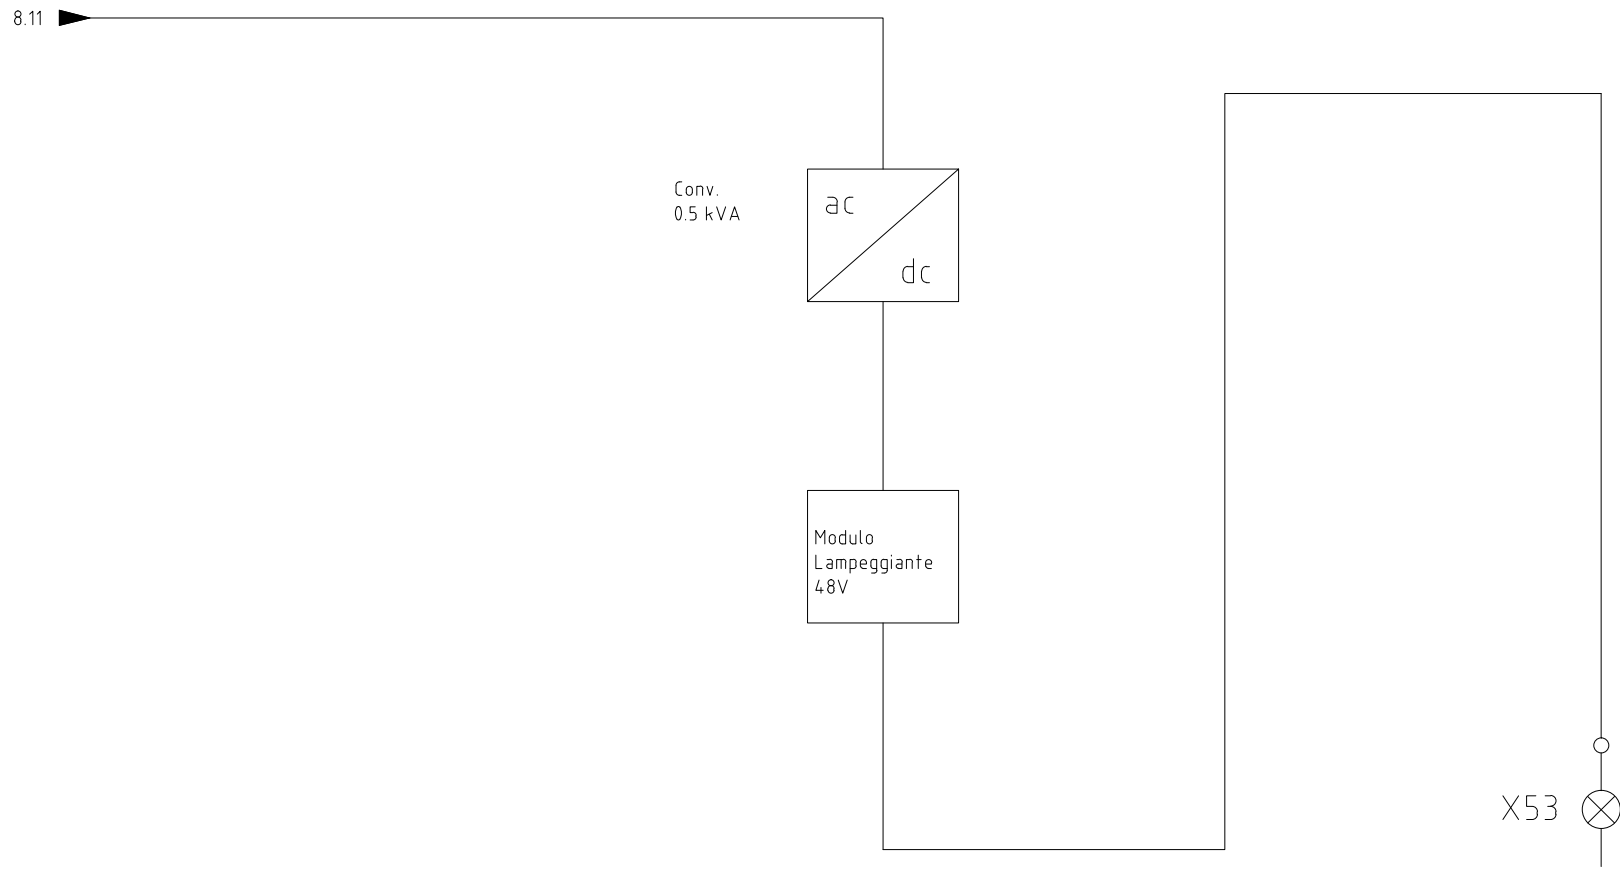 8.11
Conv.
0.5 kVA
ac
dc
Modulo
Lampeggiante
48V
X53